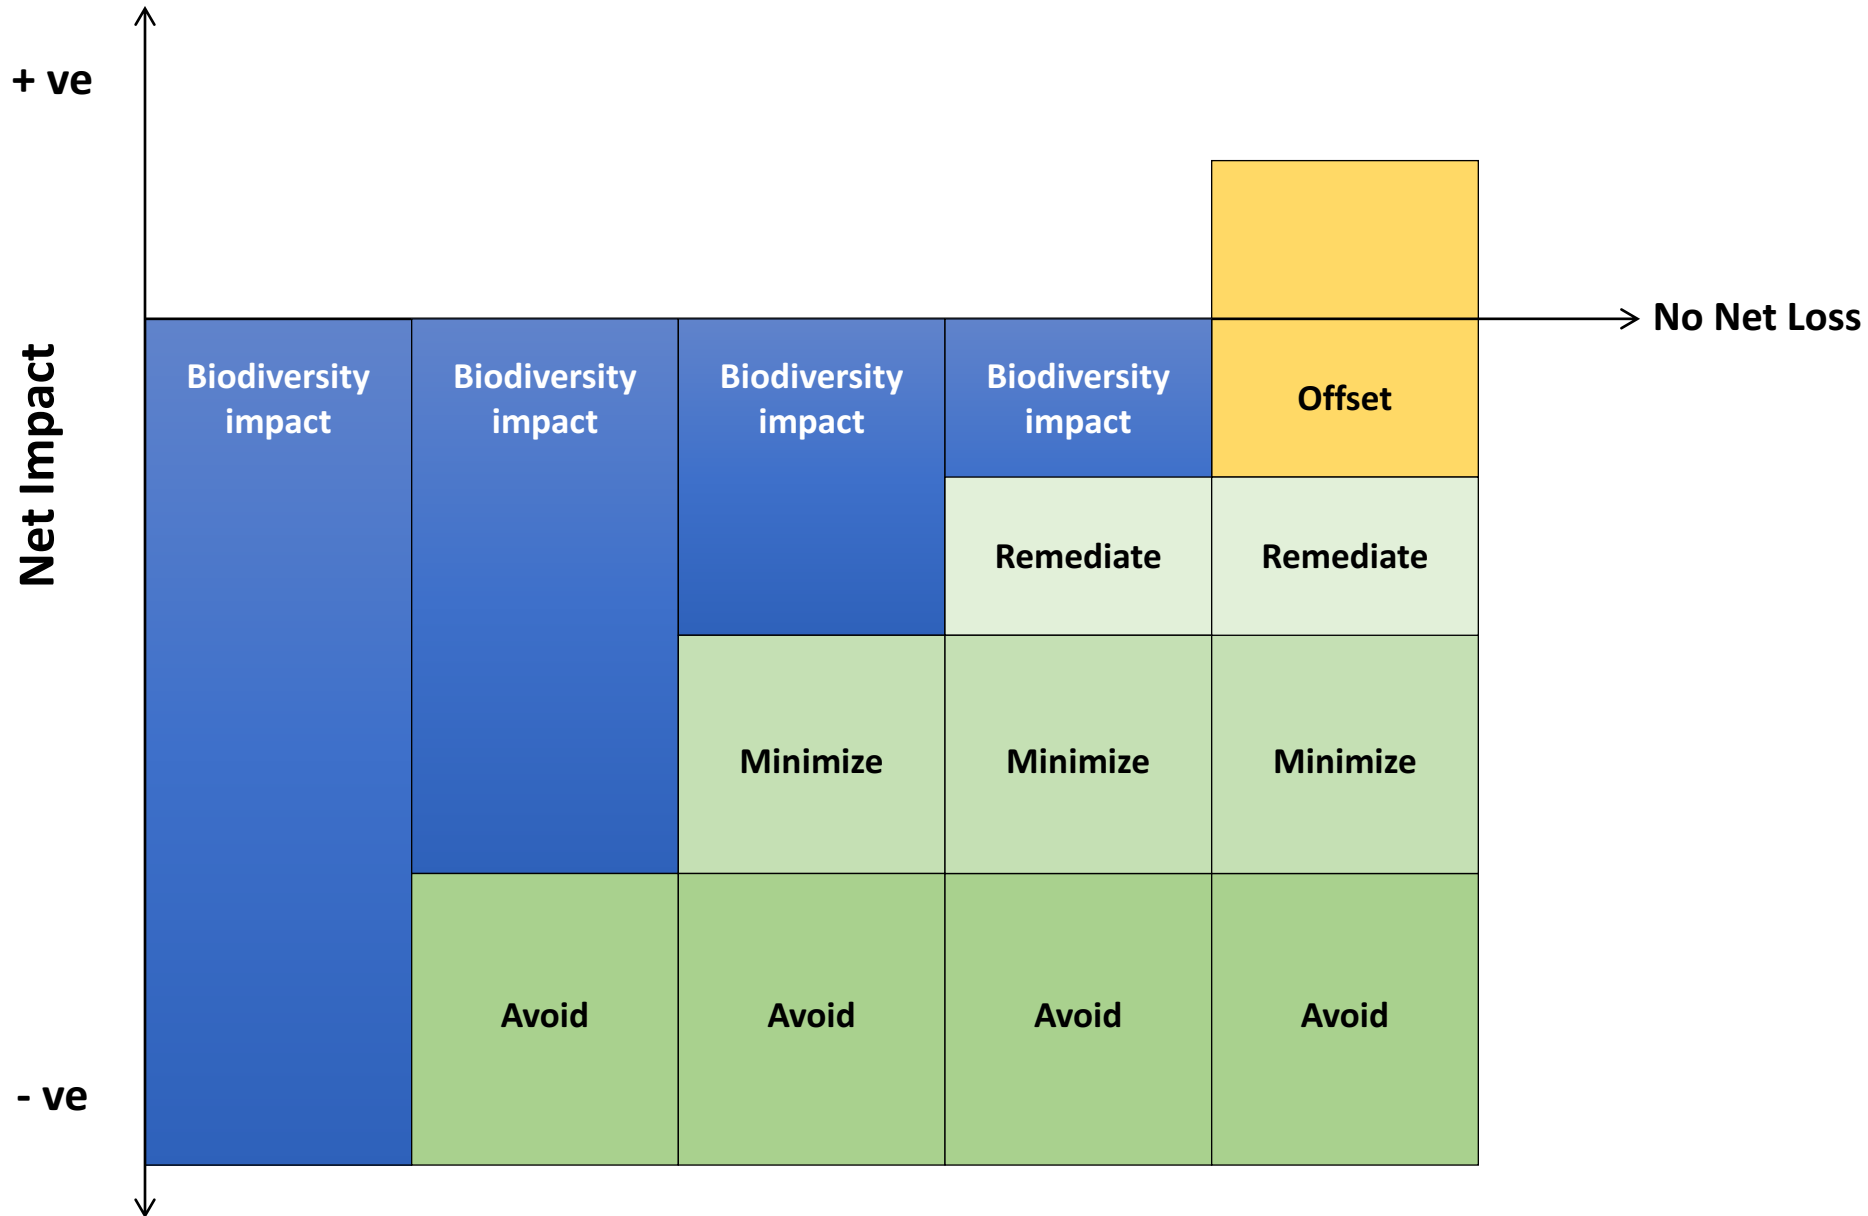 + ve
No Net Loss
Net Impact
Biodiversity
impact
Biodiversity
impact
Biodiversity
impact
Biodiversity
impact
Offset
Remediate
Remediate
Minimize
Minimize
Minimize
Avoid
Avoid
Avoid
Avoid
- ve